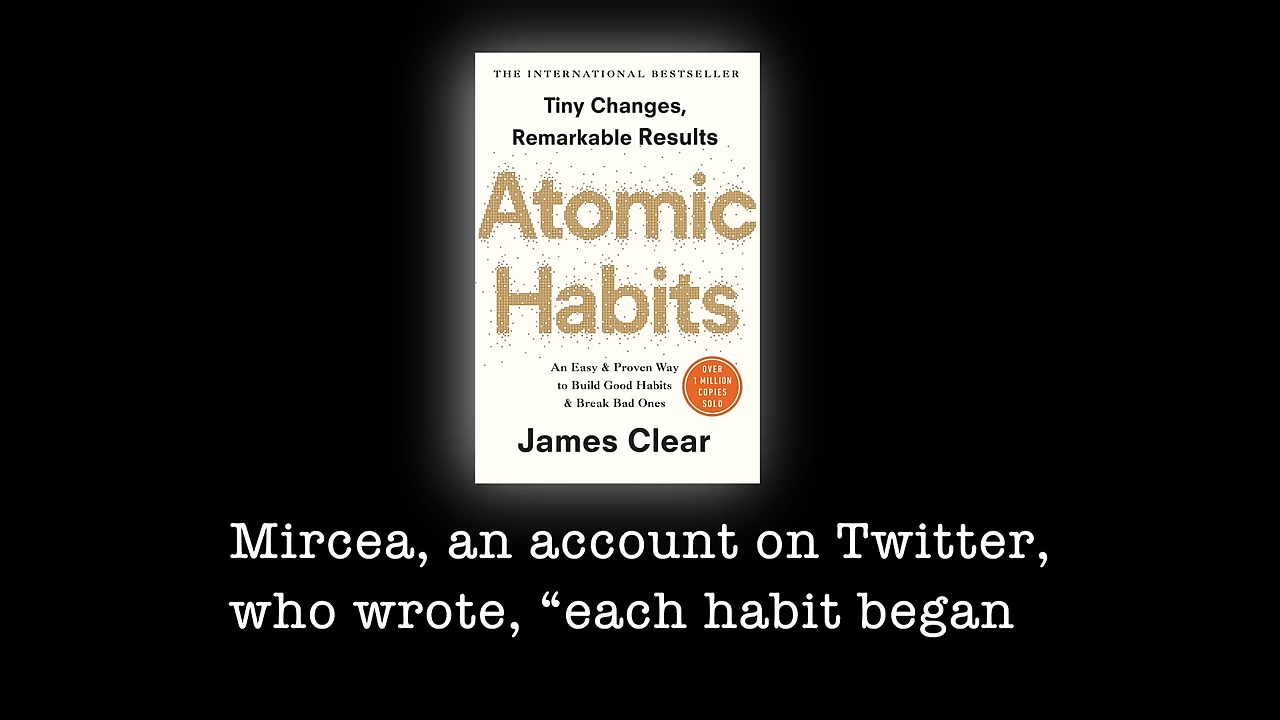 THE INTERNATIONAL BESTSELLER
Tiny Changes,
Remarkable Results
Atomic
Habits
An Easy & Proven Way
to Build Good Habits
& Break Bad Ones
OVER
1 MILLION
COPIES
SOLD
James Clear
Mircea, an account on Twitter,
who wrote, “each habit began